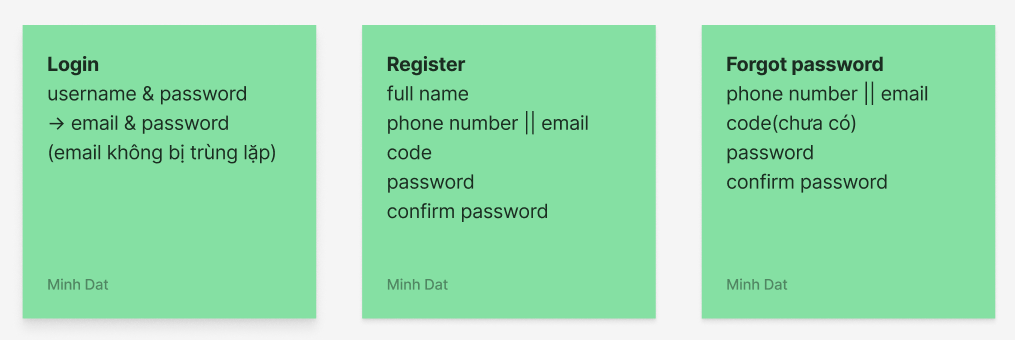 Login
username & password
→ email & password
(email không bị trùng lặp)
Minh Dat
Register
full name
phone number || email
code
password
confirm password
Minh Dat
Forgot password
phone number || email
code(chưa có)
password
confirm password
Minh Dat